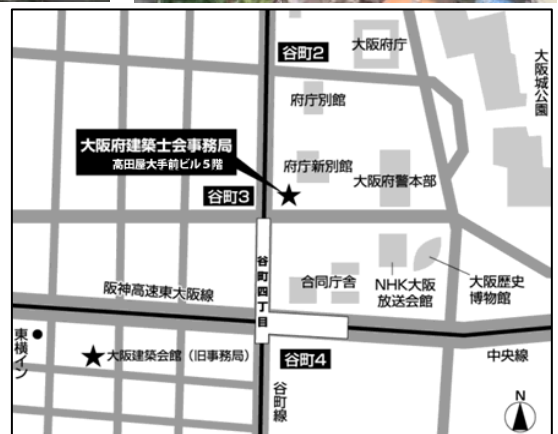 谷町2
大阪府庁
大阪城公園
府庁別館
大阪府建築士会事務局
高田屋大手前ビル5階
府庁新別館
大阪府警本部
谷町3
谷町四丁目
合同庁舎
NHK大阪
放送会館
大阪歴史
博物館
阪神高速東大阪線
東横イン
大阪建築会館（旧事務局）
谷町4
中央線
谷町線
N